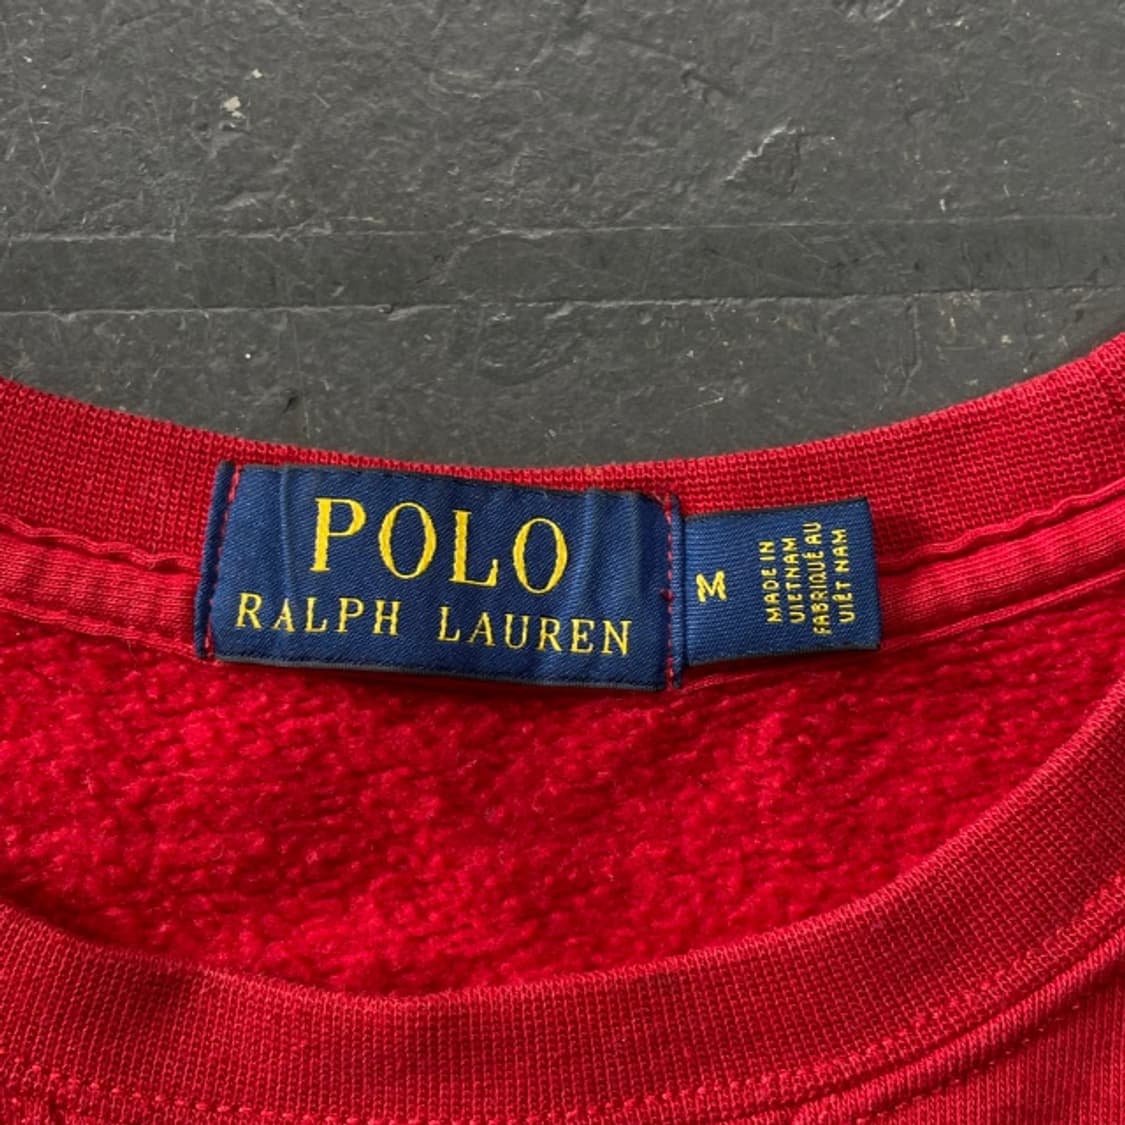 POLO
RALPH LAUREN
M
MADE IN
VIETNAM
FABRIQUÉ AU
VIÊT NAM